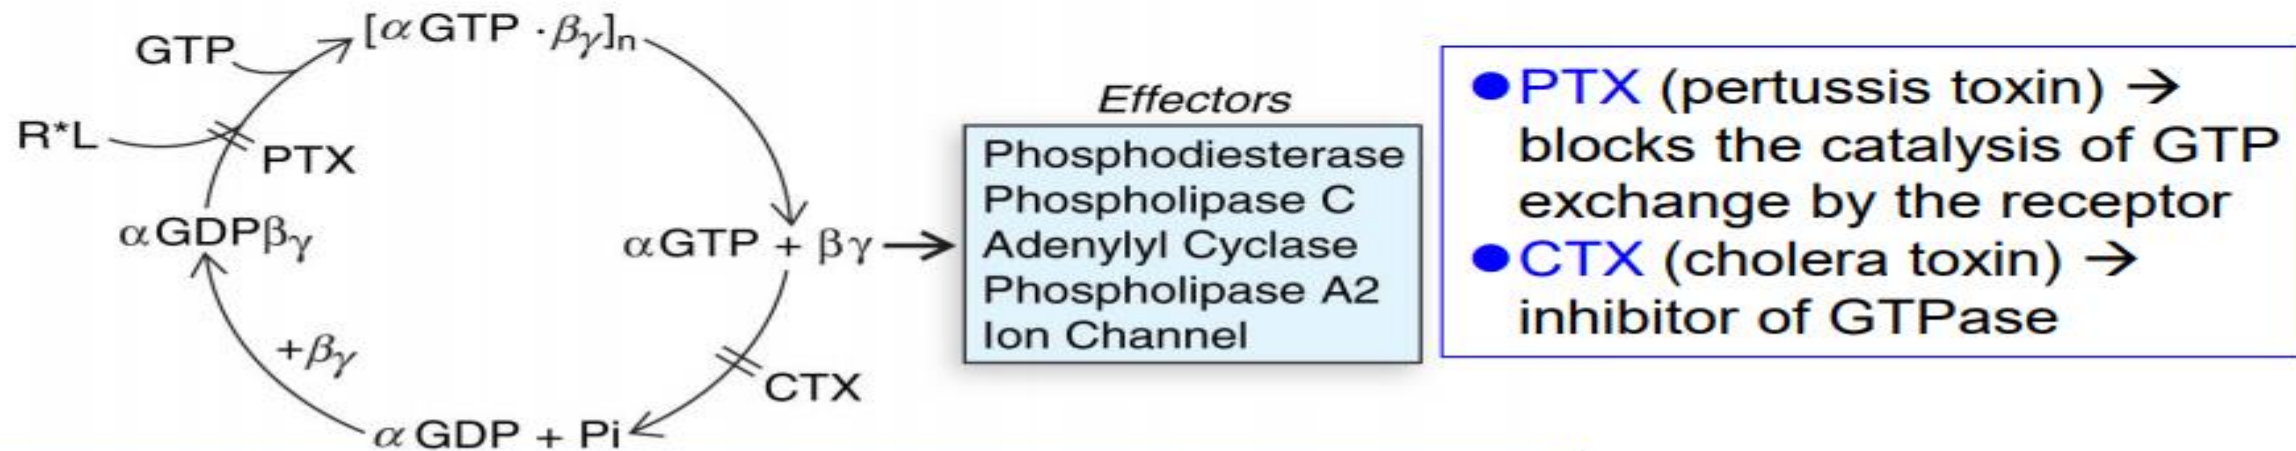 [αGTP · βγ]n
GTP
R*L
PTX
αGDPβγ
αGTP + βγ
+βγ
CTX
αGDP + Pi
Effectors
Phosphodiesterase
Phospholipase C
Adenylyl Cyclase
Phospholipase A2
Ion Channel
●PTX (pertussis toxin) →
blocks the catalysis of GTP
exchange by the receptor
●CTX (cholera toxin) →
inhibitor of GTPase